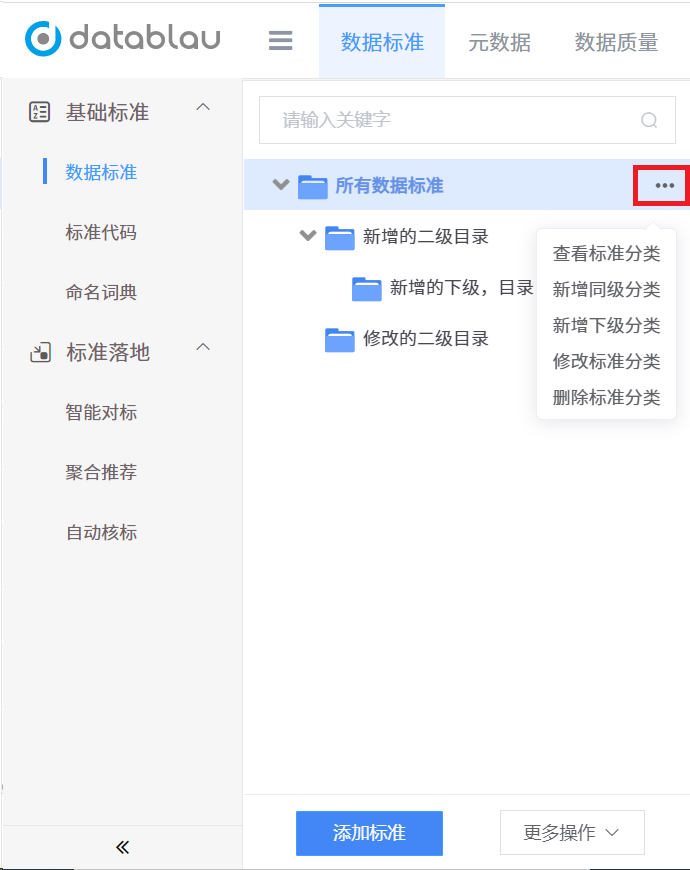 datablau
数据标准
元数据
数据质量
基础标准
数据标准
标准代码
命名词典
标准落地
智能对标
聚合推荐
自动核标
请输入关键字
所有数据标准
新增的二级目录
新增的下级，目录
修改的二级目录
查看标准分类
新增同级分类
新增下级分类
修改标准分类
删除标准分类
添加标准
更多操作